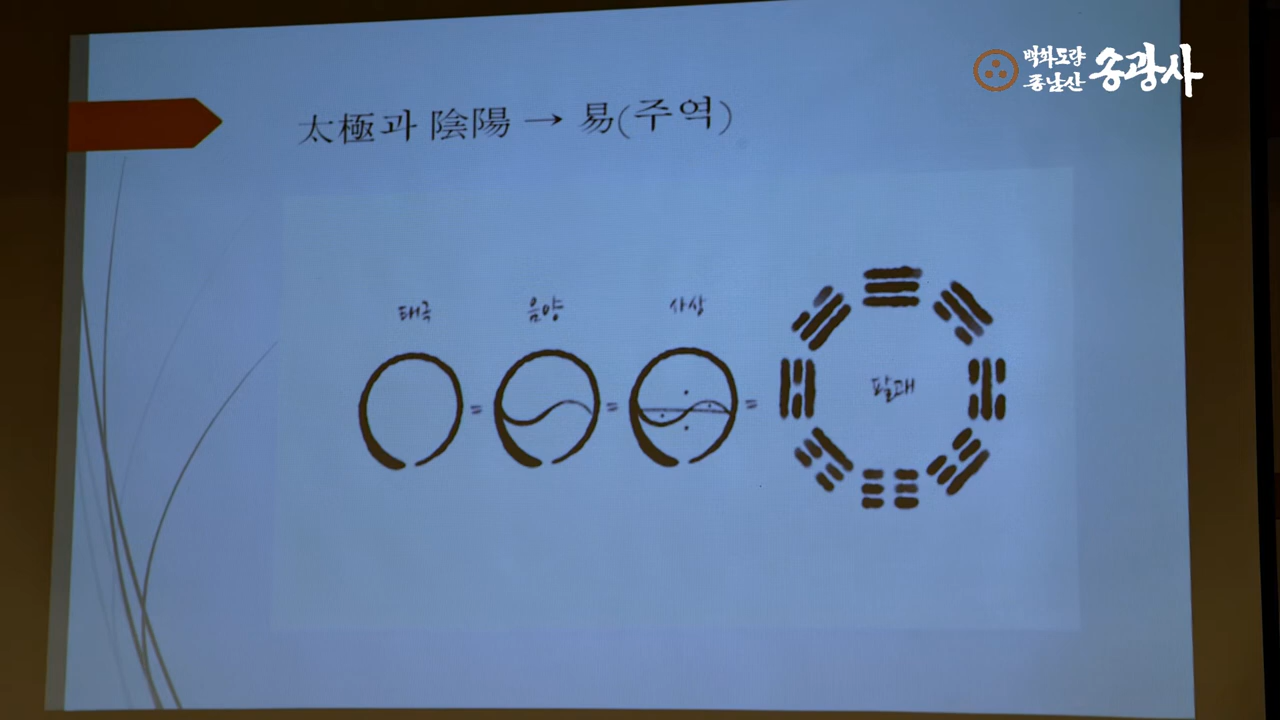 백화도량
종남산
송광사
太極과 陰陽 → 易(주역)
태극
음양
사상
= = =
팔괘